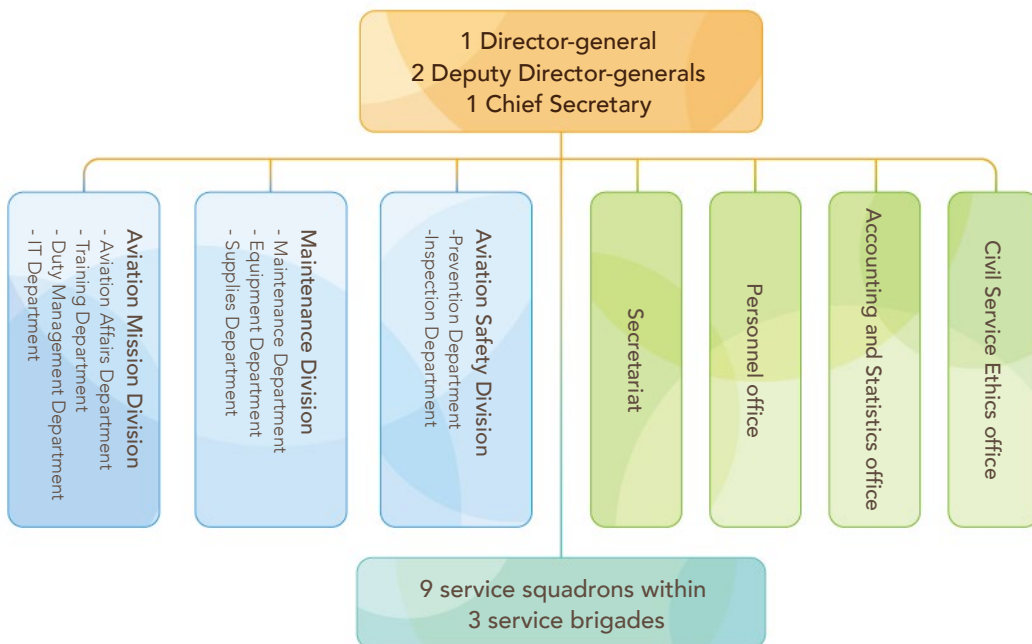 1 Director-general
2 Deputy Director-generals
1 Chief Secretary
Aviation Mission Division
- Aviation Affairs Department
- Training Department
- Duty Management Department
- IT Department
Maintenance Division
- Maintenance Department
- Equipment Department
- Supplies Department
Aviation Safety Division
-Prevention Department
-Inspection Department
Secretariat
Personnel office
Accounting and Statistics office
Civil Service Ethics office
9 service squadrons within
3 service brigades